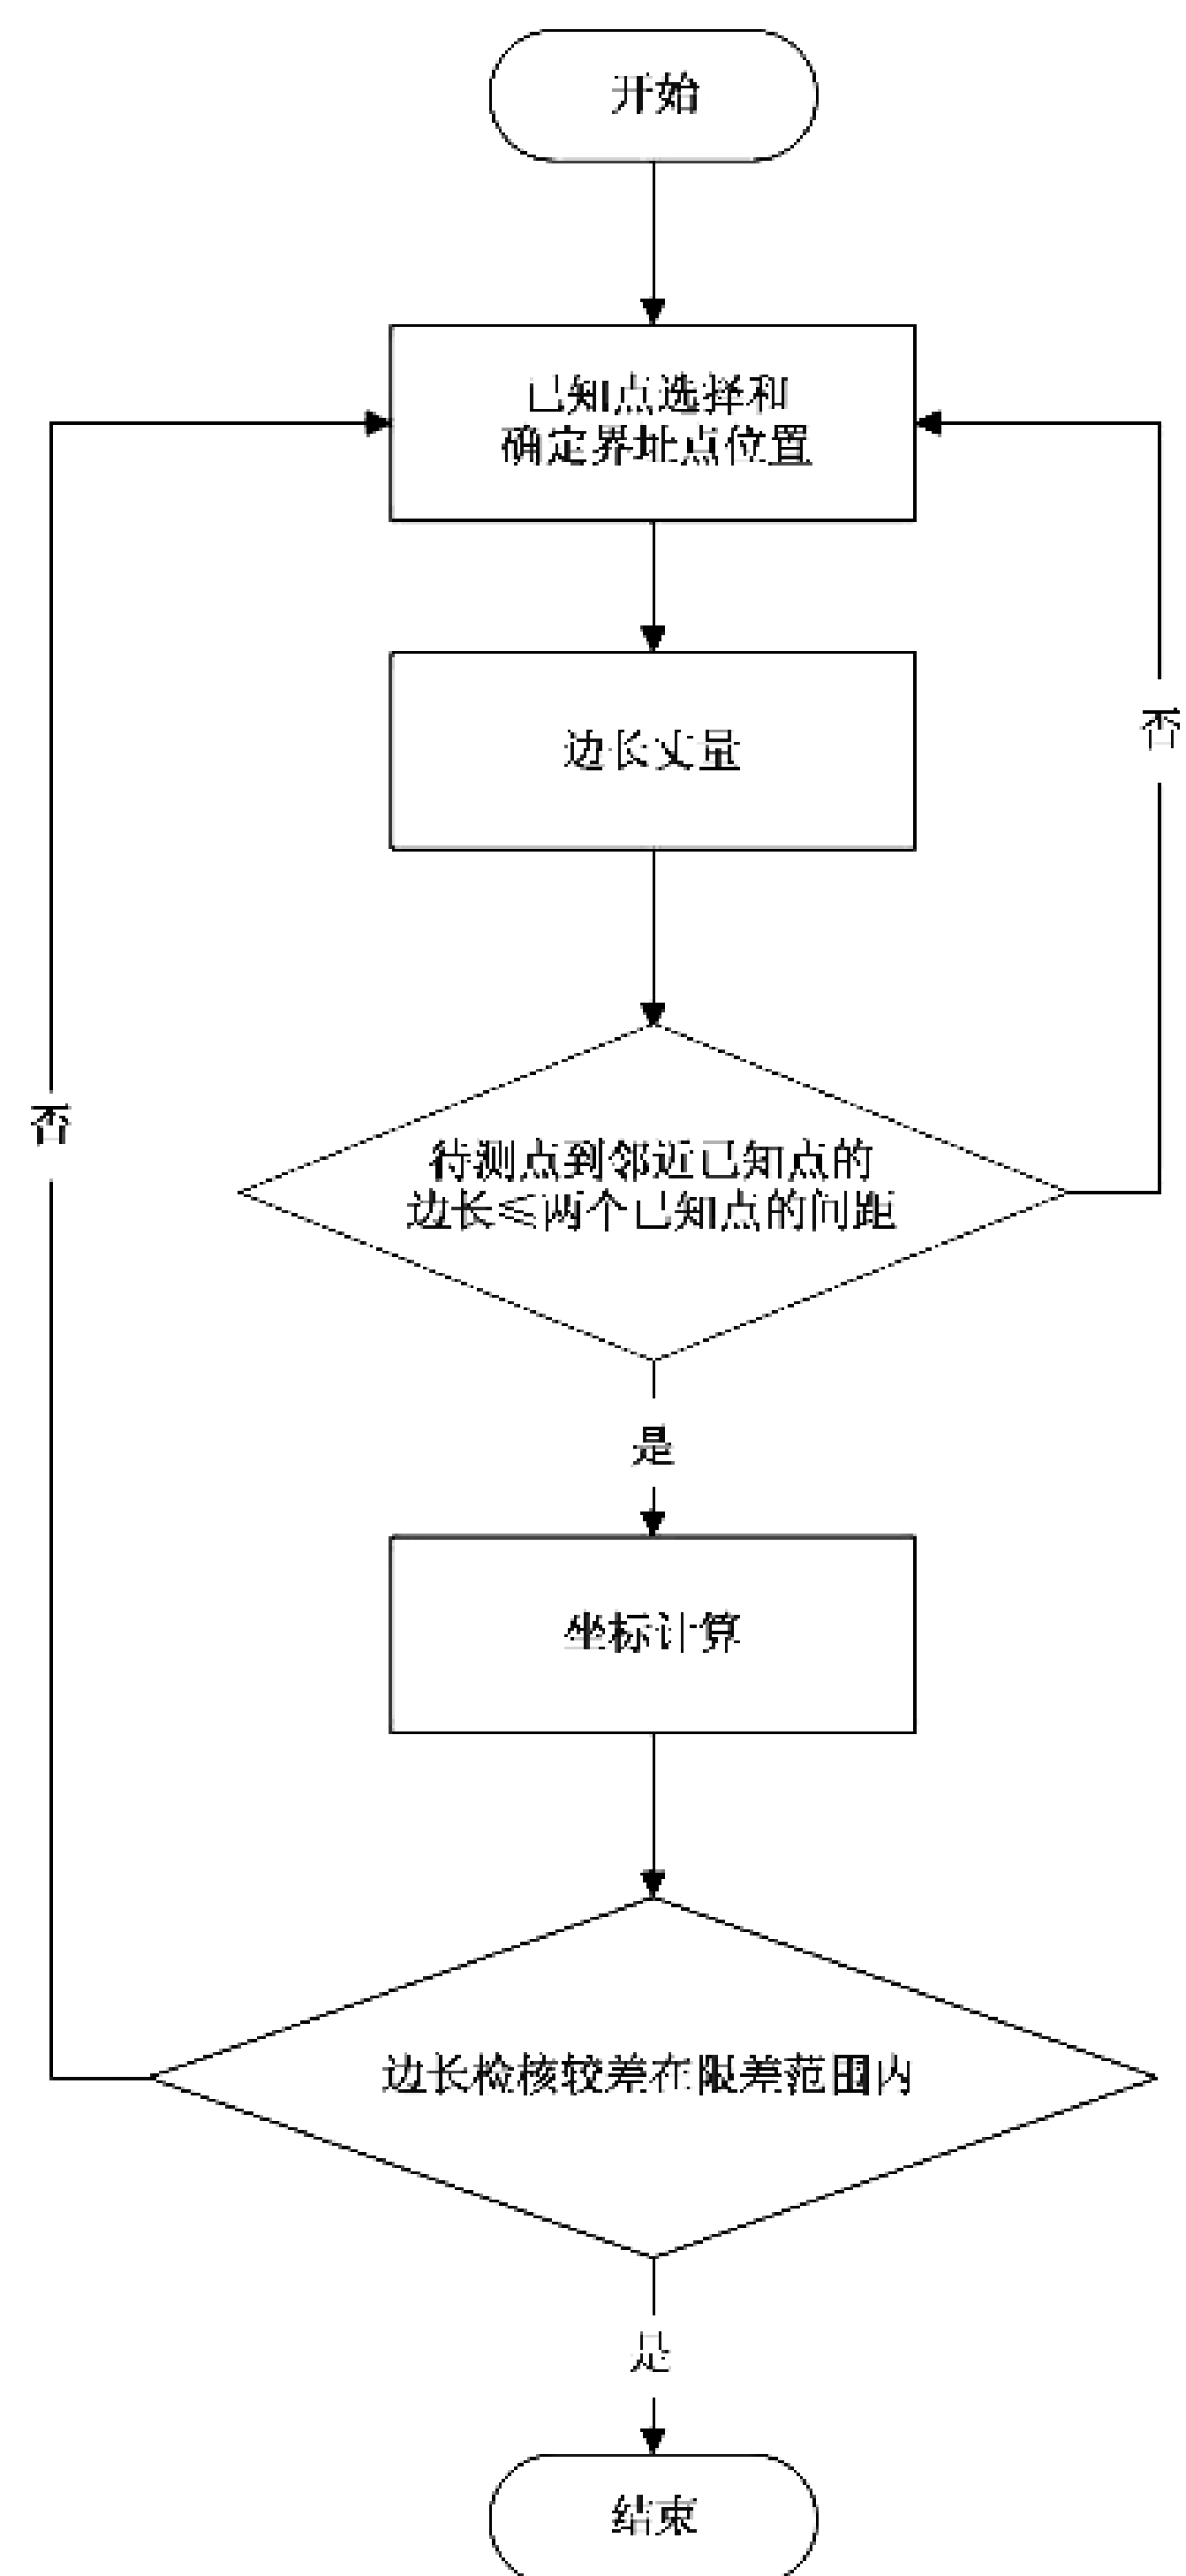 开始
已知点选择和
确定界址点位置
边长丈量
否
否
待测点到邻近已知点的
边长≤两个已知点的间距
是
坐标计算
边长检核较差在限差范围内
是
结束